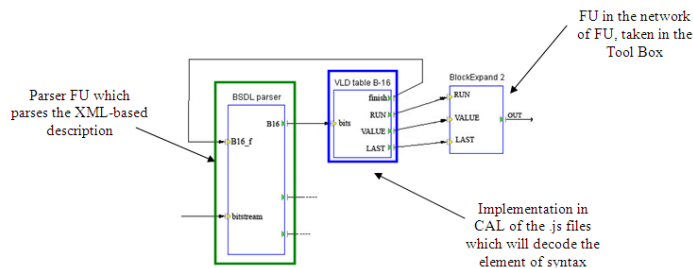 FU in the network
of FU, taken in the
Tool Box
Parser FU which
parses the XML-based
description
BSDL parser
B16
B16_f
bitstream
VLD table B-16
finish
bits
RUN
VALUE
LAST
BlockExpand 2
RUN
VALUE
LAST
OUT
Implementation in
CAL of the .js files
which will decode the
element of syntax